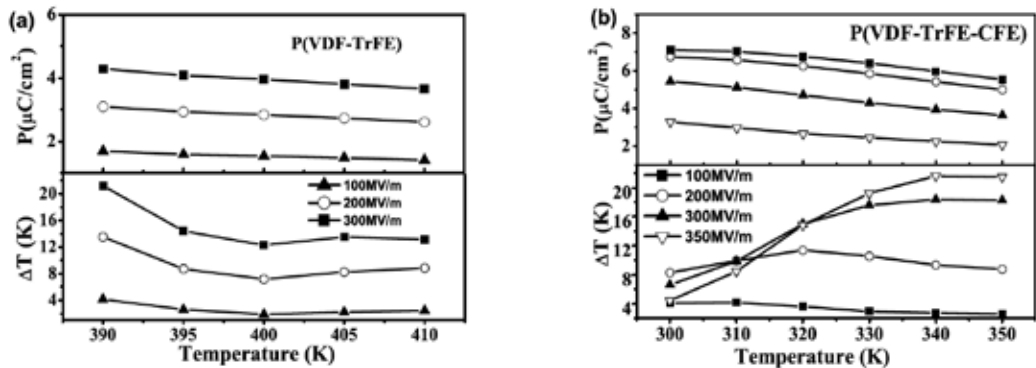 (a)
P(VDF-TrFE)
P(μC/cm²)
6
4
2
ΔT (K)
20
16
12
8
4
100MV/m
200MV/m
300MV/m
390 395 400 405 410
Temperature (K)
(b)
P(VDF-TrFE-CFE)
P(μC/cm²)
8
6
4
2
ΔT (K)
20
16
12
8
4
100MV/m
200MV/m
300MV/m
350MV/m
300 310 320 330 340 350
Temperature (K)